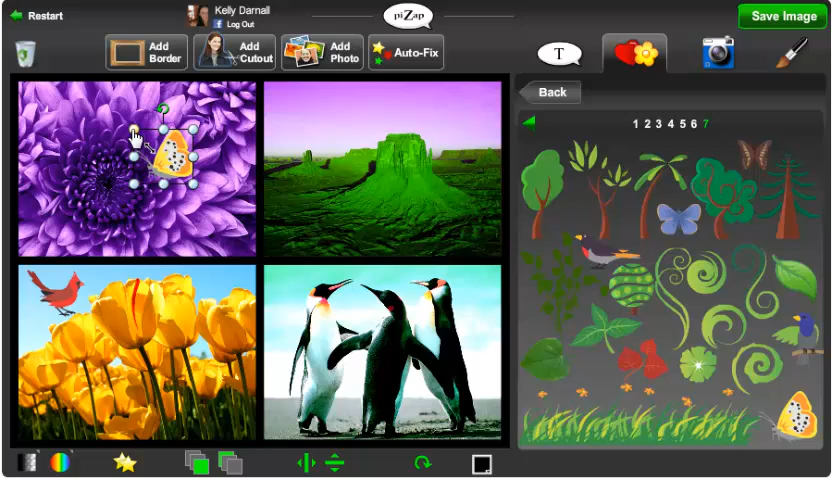 Restart
Kelly Darnall
f Log Out
piZap
Save Image
Add
Border
Add
Cutout
Add
Photo
Auto-Fix
T
Back
1 2 3 4 5 6 7